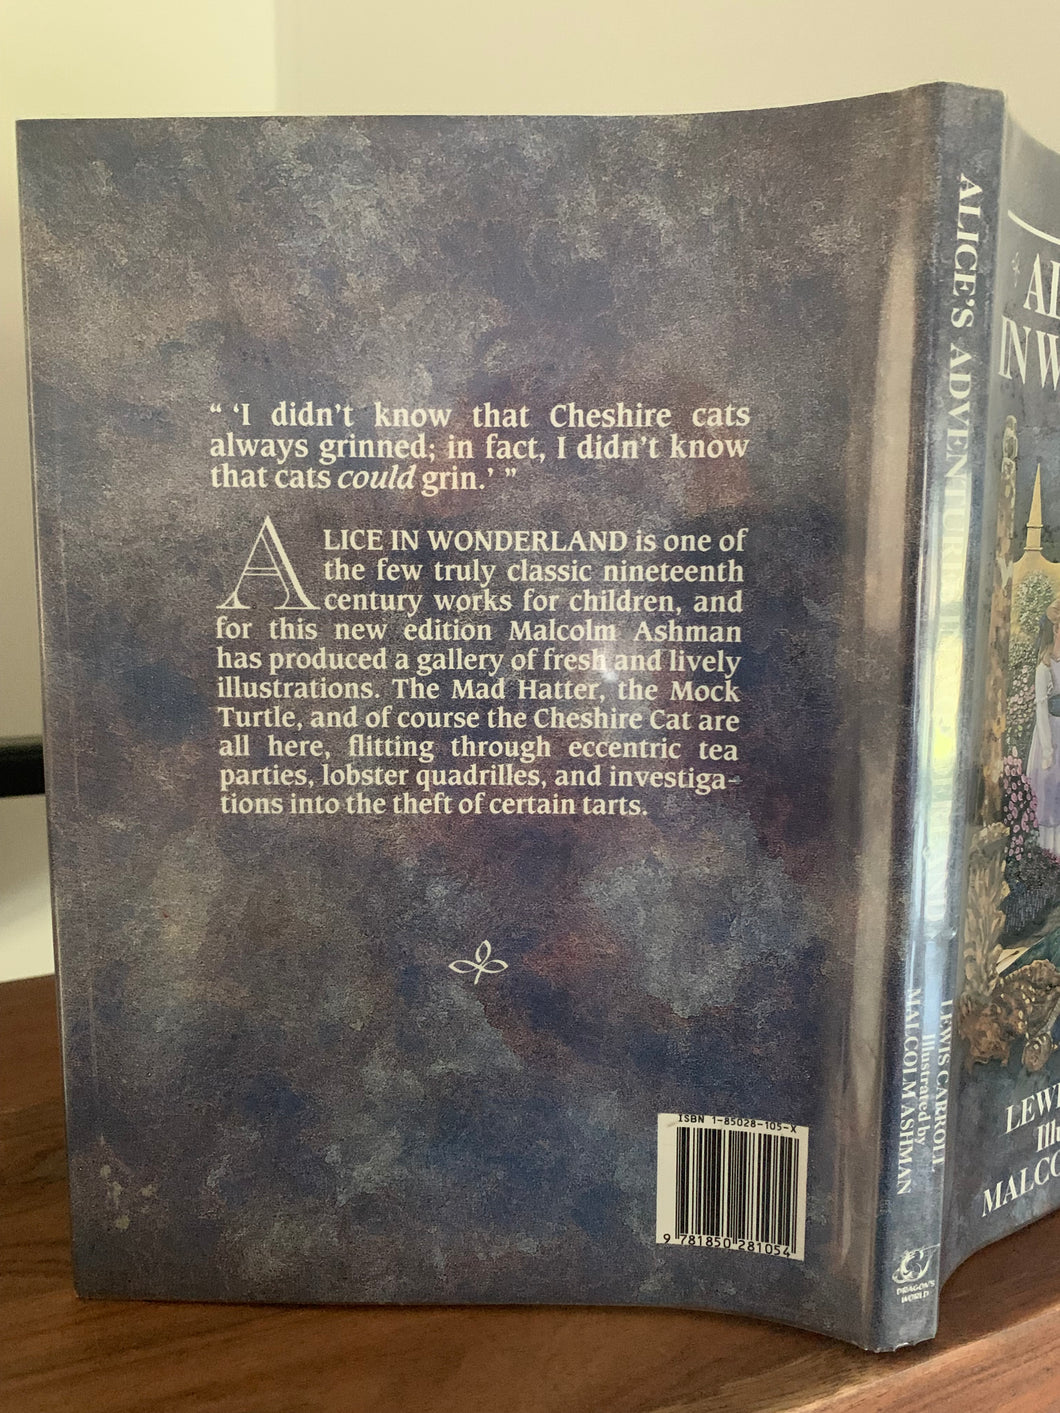 “ ‘I didn’t know that Cheshire cats
always grinned; in fact, I didn’t know
that cats could grin.’ ”
ALICE IN WONDERLAND is one of
the few truly classic nineteenth
century works for children, and
for this new edition Malcolm Ashman
has produced a gallery of fresh and lively
illustrations. The Mad Hatter, the Mock
Turtle, and of course the Cheshire Cat are
all here, flitting through eccentric tea
parties, lobster quadrilles, and investiga-
tions into the theft of certain tarts.
ISBN 1-85028-105-X
9 781850 281054
ALICE'S ADVENTURES
LEWIS CARROLL
Illustrated by
MALCOLM ASHMAN
DRAGON'S
WORLD
IN W